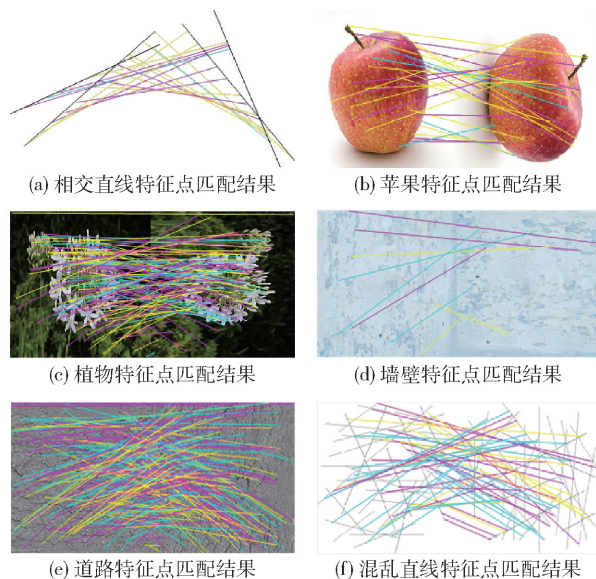 (a) 相交直线特征点匹配结果
(b) 苹果特征点匹配结果
(c) 植物特征点匹配结果
(d) 墙壁特征点匹配结果
(e) 道路特征点匹配结果
(f) 混乱直线特征点匹配结果